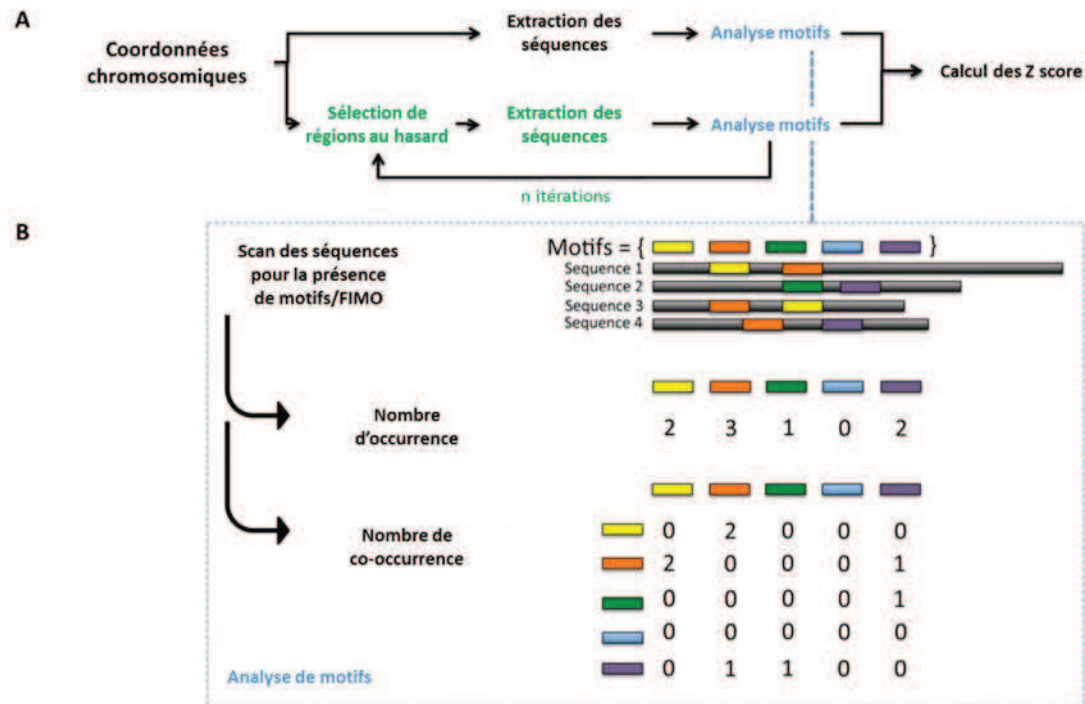 A
Coordonnées
chromosomiques
Extraction des
séquences
Analyse motifs
Calcul des Z score
Sélection de
régions au hasard
Extraction des
séquences
Analyse motifs
n itérations
B
Scan des séquences
pour la présence
de motifs/FIMO
Motifs = { }
Sequence 1
Sequence 2
Sequence 3
Sequence 4
Nombre
d'occurrence
2 3 1 0 2
Nombre de
co-occurrence
0 2 0 0 0
2 0 0 0 1
0 0 0 0 1
0 0 0 0 0
0 1 1 0 0
Analyse de motifs